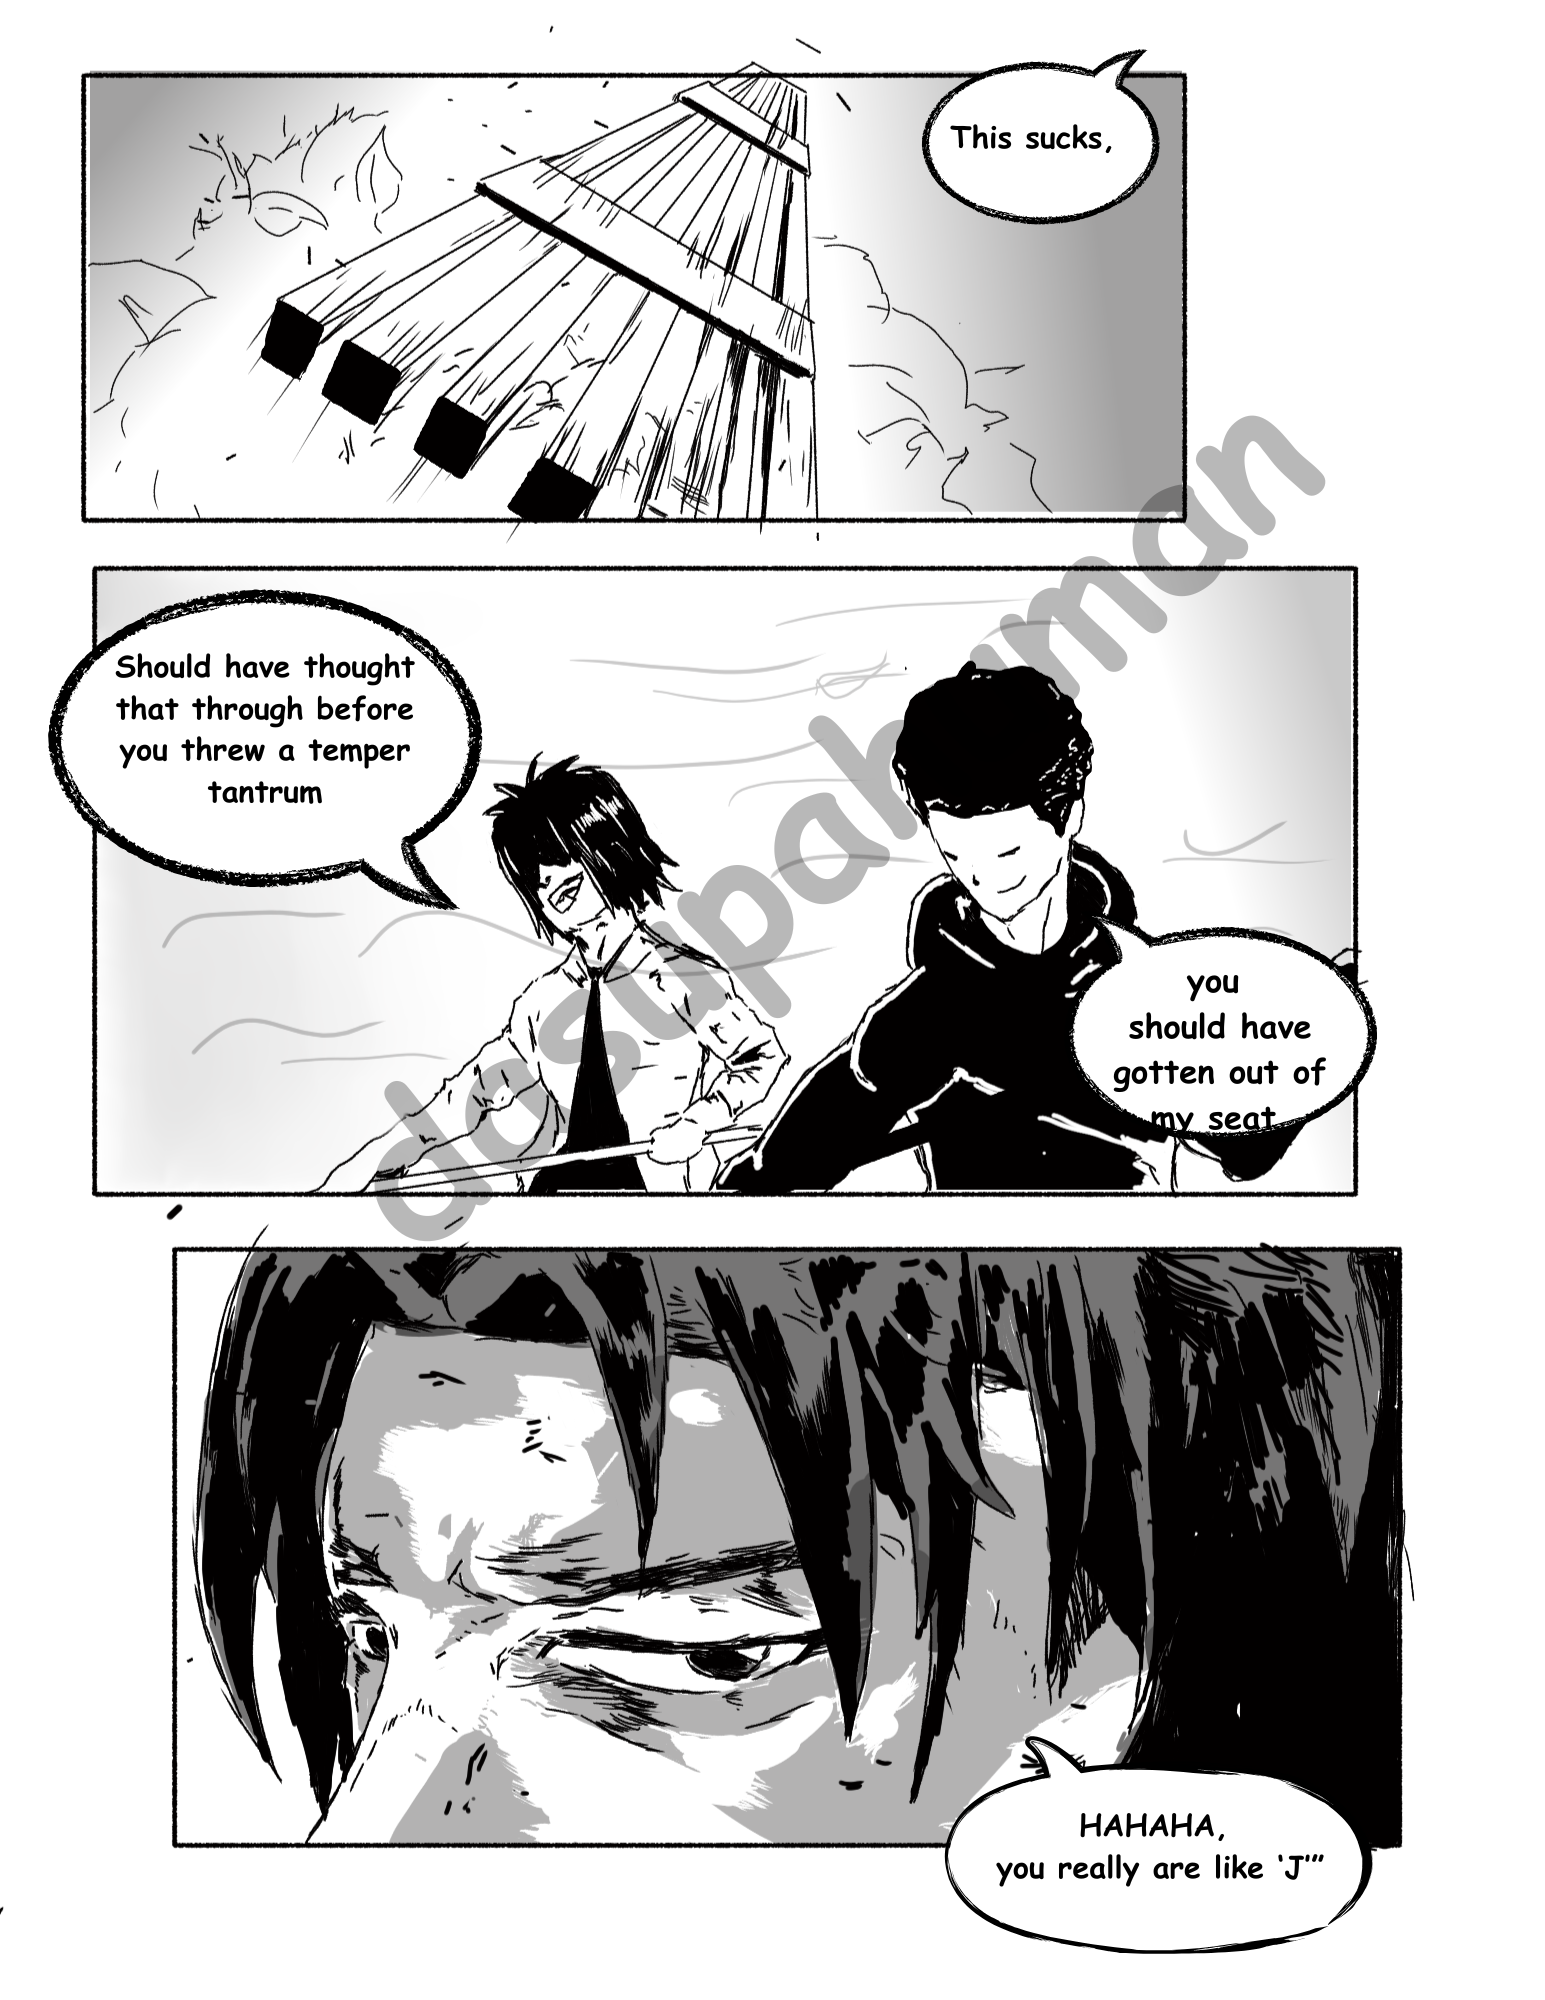 This sucks,
Should have thought
that through before
you threw a temper
tantrum
you
should have
gotten out of
my seat
HAHAHA,
you really are like ‘J’”
dasupahuman